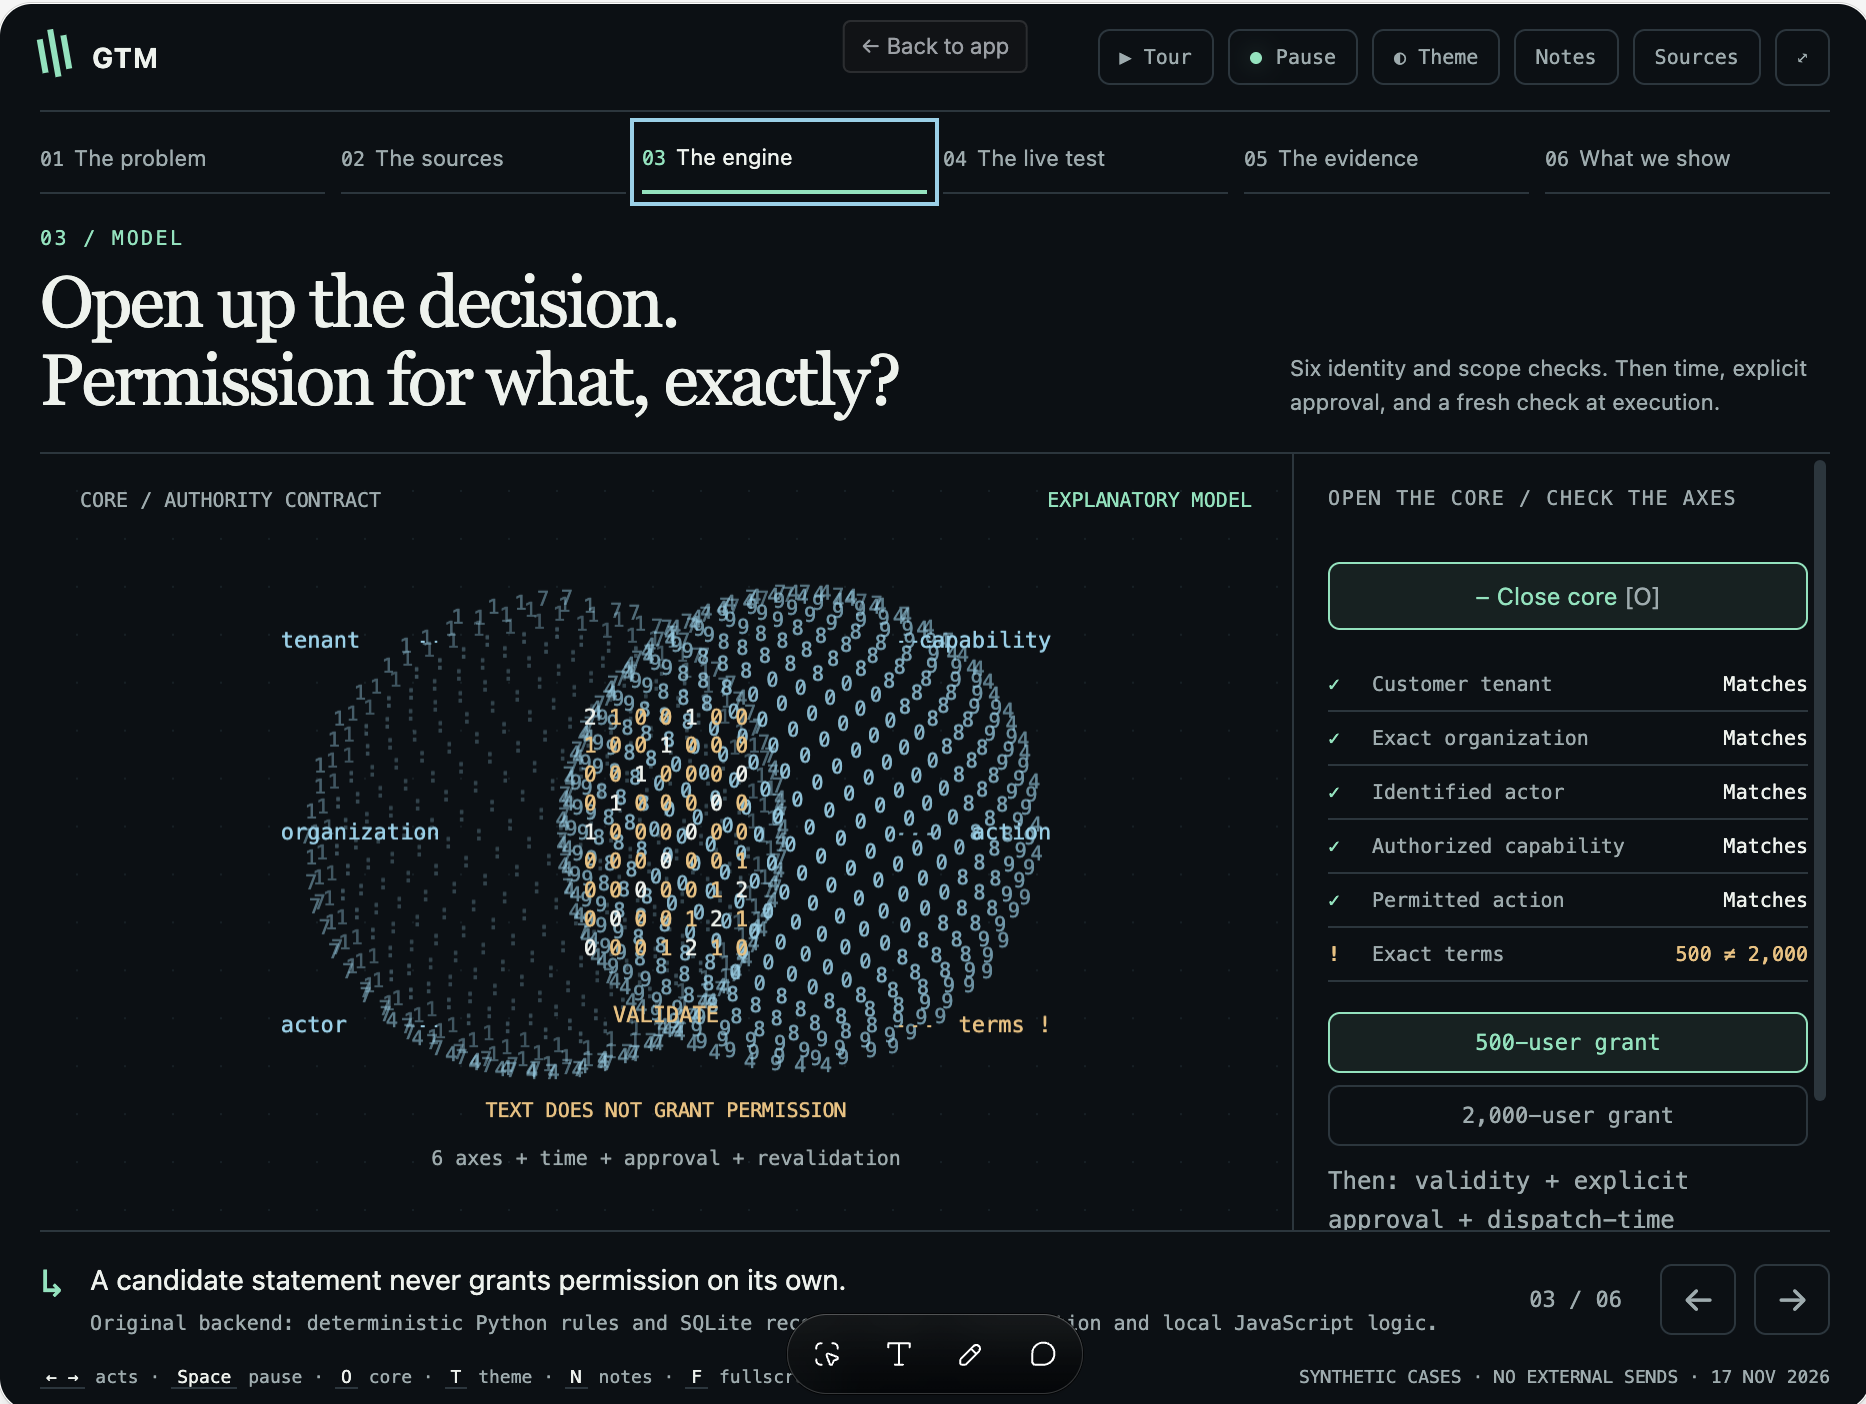 GTM
← Back to app
▶ Tour
● Pause
◐ Theme
Notes
Sources
01 The problem
02 The sources
03 The engine
04 The live test
05 The evidence
06 What we show
03 / MODEL
Open up the decision.
Permission for what, exactly?
Six identity and scope checks. Then time, explicit
approval, and a fresh check at execution.
CORE / AUTHORITY CONTRACT
EXPLANATORY MODEL
tenant
capability
organization
action
actor
VALIDATE
terms !
TEXT DOES NOT GRANT PERMISSION
6 axes + time + approval + revalidation
OPEN THE CORE / CHECK THE AXES
– Close core [O]
✓ Customer tenant Matches
✓ Exact organization Matches
✓ Identified actor Matches
✓ Authorized capability Matches
✓ Permitted action Matches
! Exact terms 500 ≠ 2,000
500-user grant
2,000-user grant
Then: validity + explicit
approval + dispatch-time
↳ A candidate statement never grants permission on its own.
Original backend: deterministic Python rules and SQLite and local JavaScript logic.
03 / 06
← →
← → acts · Space pause · O core · T theme · N notes · F
SYNTHETIC CASES · NO EXTERNAL SENDS · 17 NOV 2026